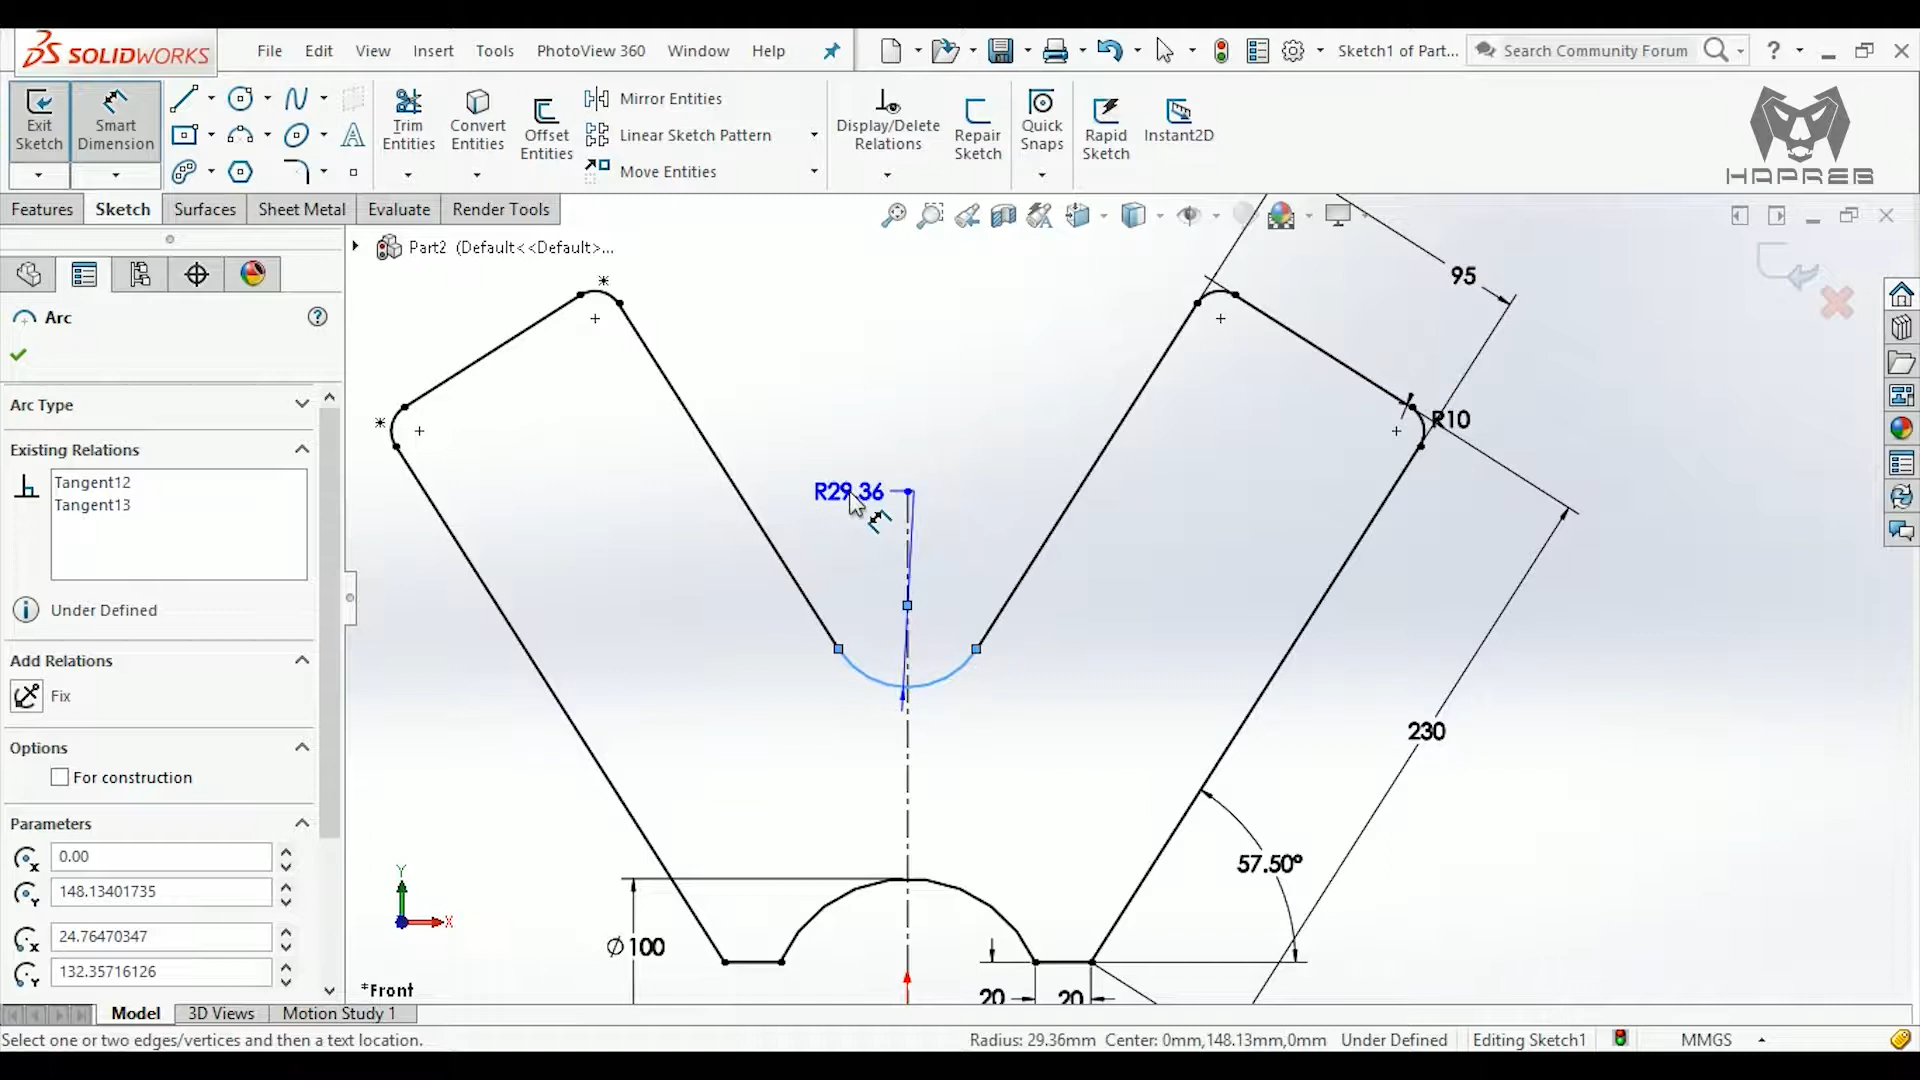 DS SOLIDWORKS File Edit View Insert Tools PhotoView 360 Window Help Sketch1 of Part... Search Community Forum ?
Exit Sketch
Smart Dimension
Trim Entities
Convert Entities
Offset Entities
Mirror Entities
Linear Sketch Pattern
Move Entities
Display/Delete Relations
Repair Sketch
Quick Snaps
Rapid Sketch
Instant2D
HAPREB
Features Sketch Surfaces Sheet Metal Evaluate Render Tools
Part2 (Default<<Default>...
95
Arc
Arc Type
R10
Existing Relations
Tangent12
Tangent13
R29.36
Under Defined
Add Relations
Fix
230
Options
For construction
Parameters
0.00
148.13401735
24.76470347
132.35716126
57.50°
Ø100
Y
X
*Front
20 20
Model 3D Views Motion Study 1
Select one or two edges/vertices and then a text location.
Radius: 29.36mm Center: 0mm,148.13mm,0mm Under Defined Editing Sketch1 MMGS